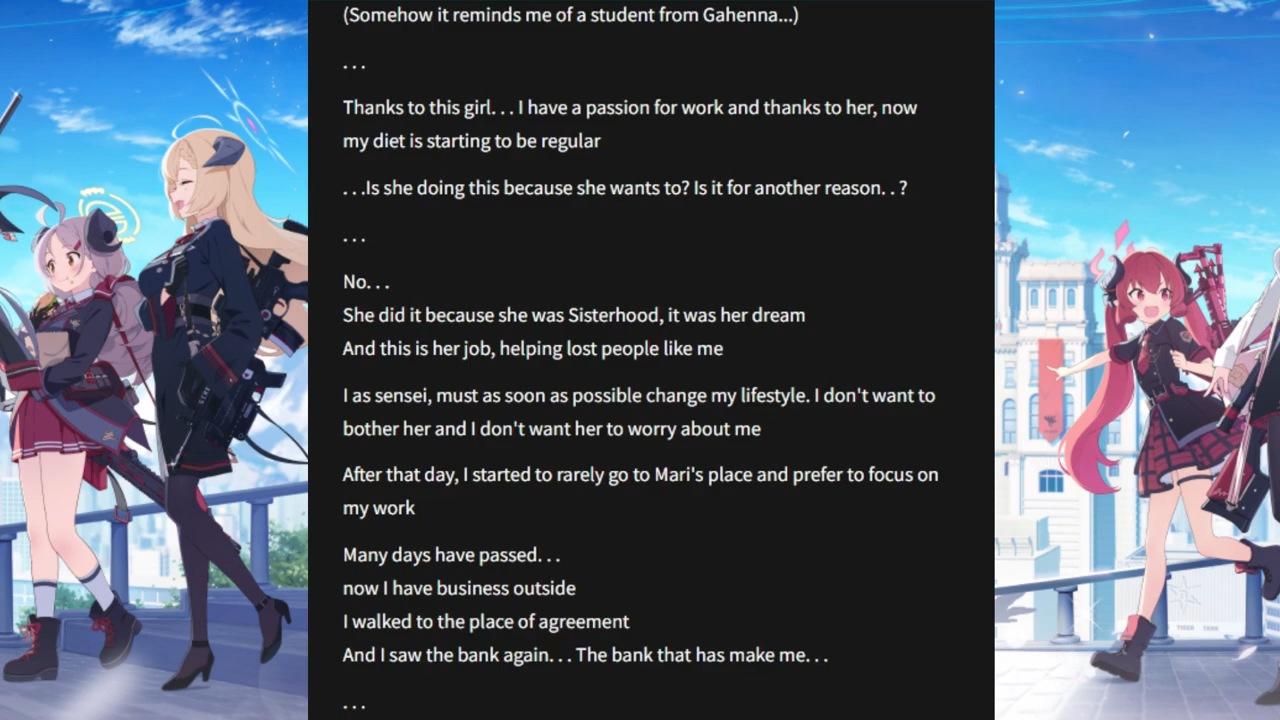 (Somehow it reminds me of a student from Gahenna...)
...
Thanks to this girl... I have a passion for work and thanks to her, now
my diet is starting to be regular
...Is she doing this because she wants to? Is it for another reason. . ?
...
No...
She did it because she was Sisterhood, it was her dream
And this is her job, helping lost people like me
I as sensei, must as soon as possible change my lifestyle. I don't want to
bother her and I don't want her to worry about me
After that day, I started to rarely go to Mari's place and prefer to focus on
my work
Many days have passed...
now I have business outside
I walked to the place of agreement
And I saw the bank again... The bank that has make me...
...